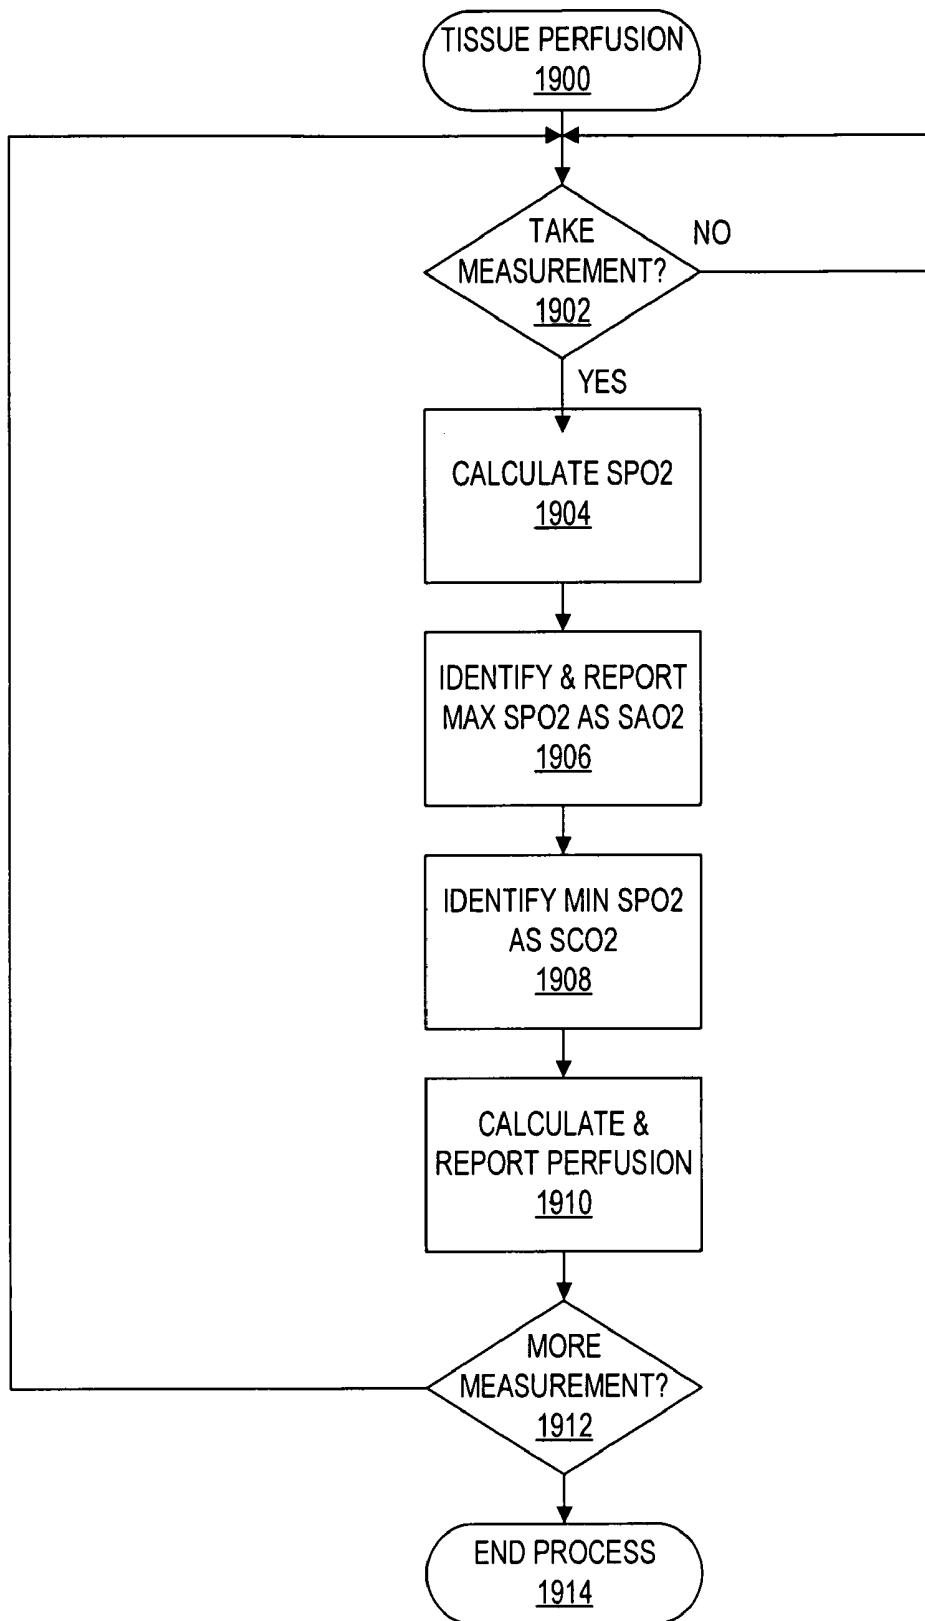 TISSUE PERFUSION
1900
TAKE
MEASUREMENT?
1902
NO
YES
CALCULATE SPO2
1904
IDENTIFY & REPORT
MAX SPO2 AS SAO2
1906
IDENTIFY MIN SPO2
AS SCO2
1908
CALCULATE &
REPORT PERFUSION
1910
MORE
MEASUREMENT?
1912
END PROCESS
1914